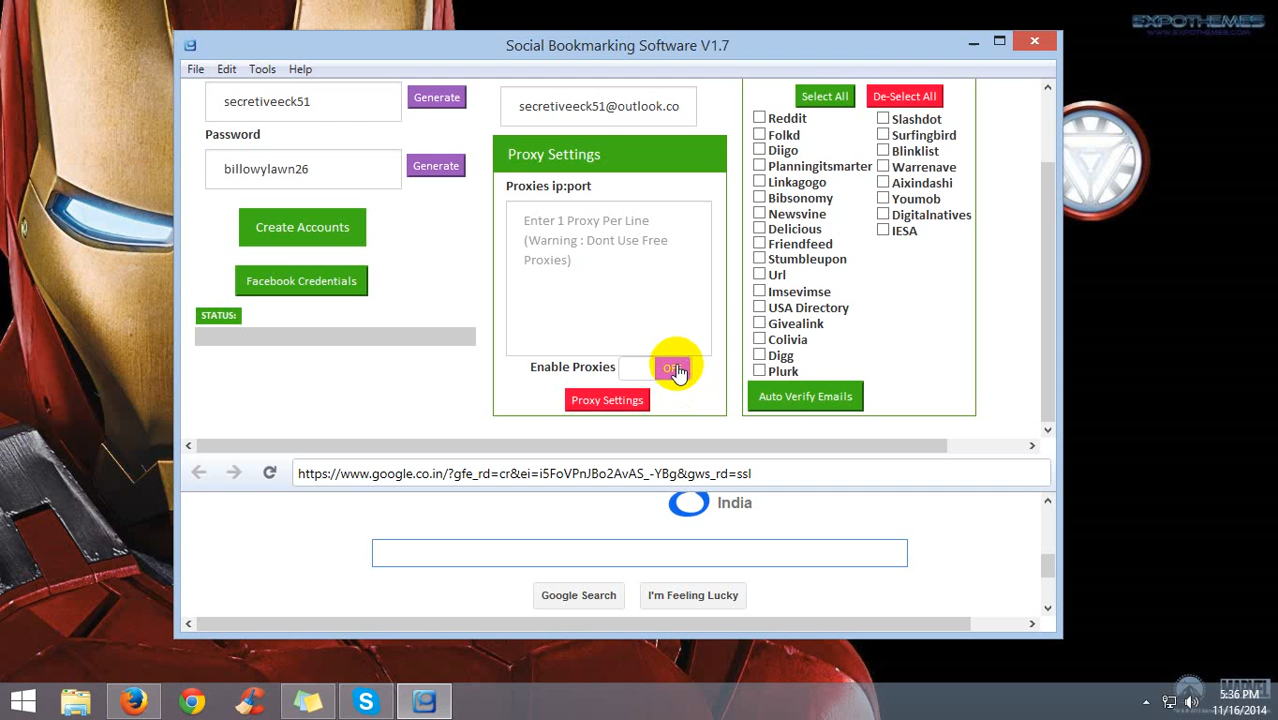 EXPOTHEMES
WWW.EXPOTHEMES.COM
Social Bookmarking Software V1.7
File Edit Tools Help
secretiveeck51
Generate
Password
billowylawn26
Generate
Create Accounts
Facebook Credentials
STATUS:
secretiveeck51@outlook.co
Proxy Settings
Proxies ip:port
Enter 1 Proxy Per Line
(Warning : Dont Use Free
Proxies)
Enable Proxies
Proxy Settings
Select All De-Select All
Reddit
Folkd
Diigo
Planningitsmarter
Linkagogo
Bibsonomy
Newsvine
Delicious
Friendfeed
Stumbleupon
Url
Imsevimse
USA Directory
Givealink
Colivia
Digg
Plurk
Slashdot
Surfingbird
Blinklist
Warrenave
Aixindashi
Youmob
Digitalnatives
IESA
Auto Verify Emails
https://www.google.co.in/?gfe_rd=cr&ei=i5FoVPnJBo2AvAS_-YBg&gws_rd=ssl
India
Google Search I'm Feeling Lucky
MARVEL
5:36 PM
11/16/2014